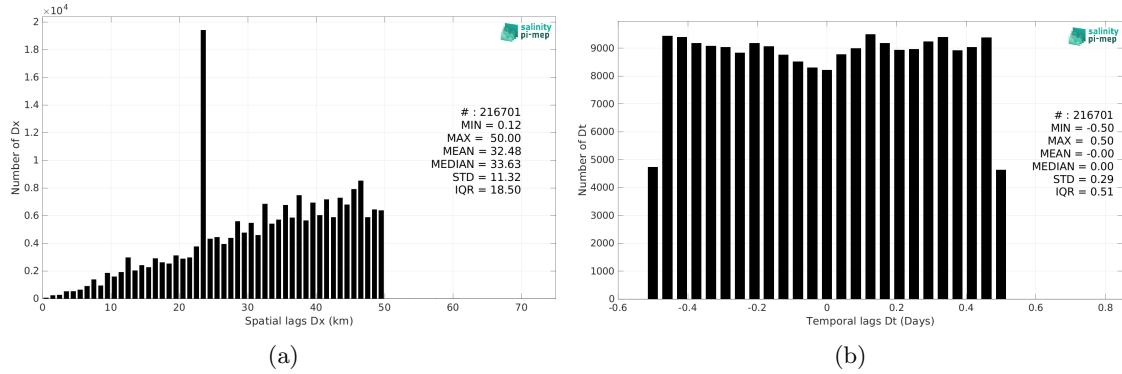 ×10⁴
2
1.8
1.6
1.4
1.2
1
0.8
0.6
0.4
0.2
0
Number of Dx
salinity
pi-mep
# : 216701
MIN = 0.12
MAX = 50.00
MEAN = 32.48
MEDIAN = 33.63
STD = 11.32
IQR = 18.50
0 10 20 30 40 50 60 70
Spatial lags Dx (km)
(a)
9000
8000
7000
6000
5000
4000
3000
2000
1000
0
Number of Dt
salinity
pi-mep
# : 216701
MIN = -0.50
MAX = 0.50
MEAN = -0.00
MEDIAN = 0.00
STD = 0.29
IQR = 0.51
-0.6 -0.4 -0.2 0 0.2 0.4 0.6 0.8
Temporal lags Dt (Days)
(b)